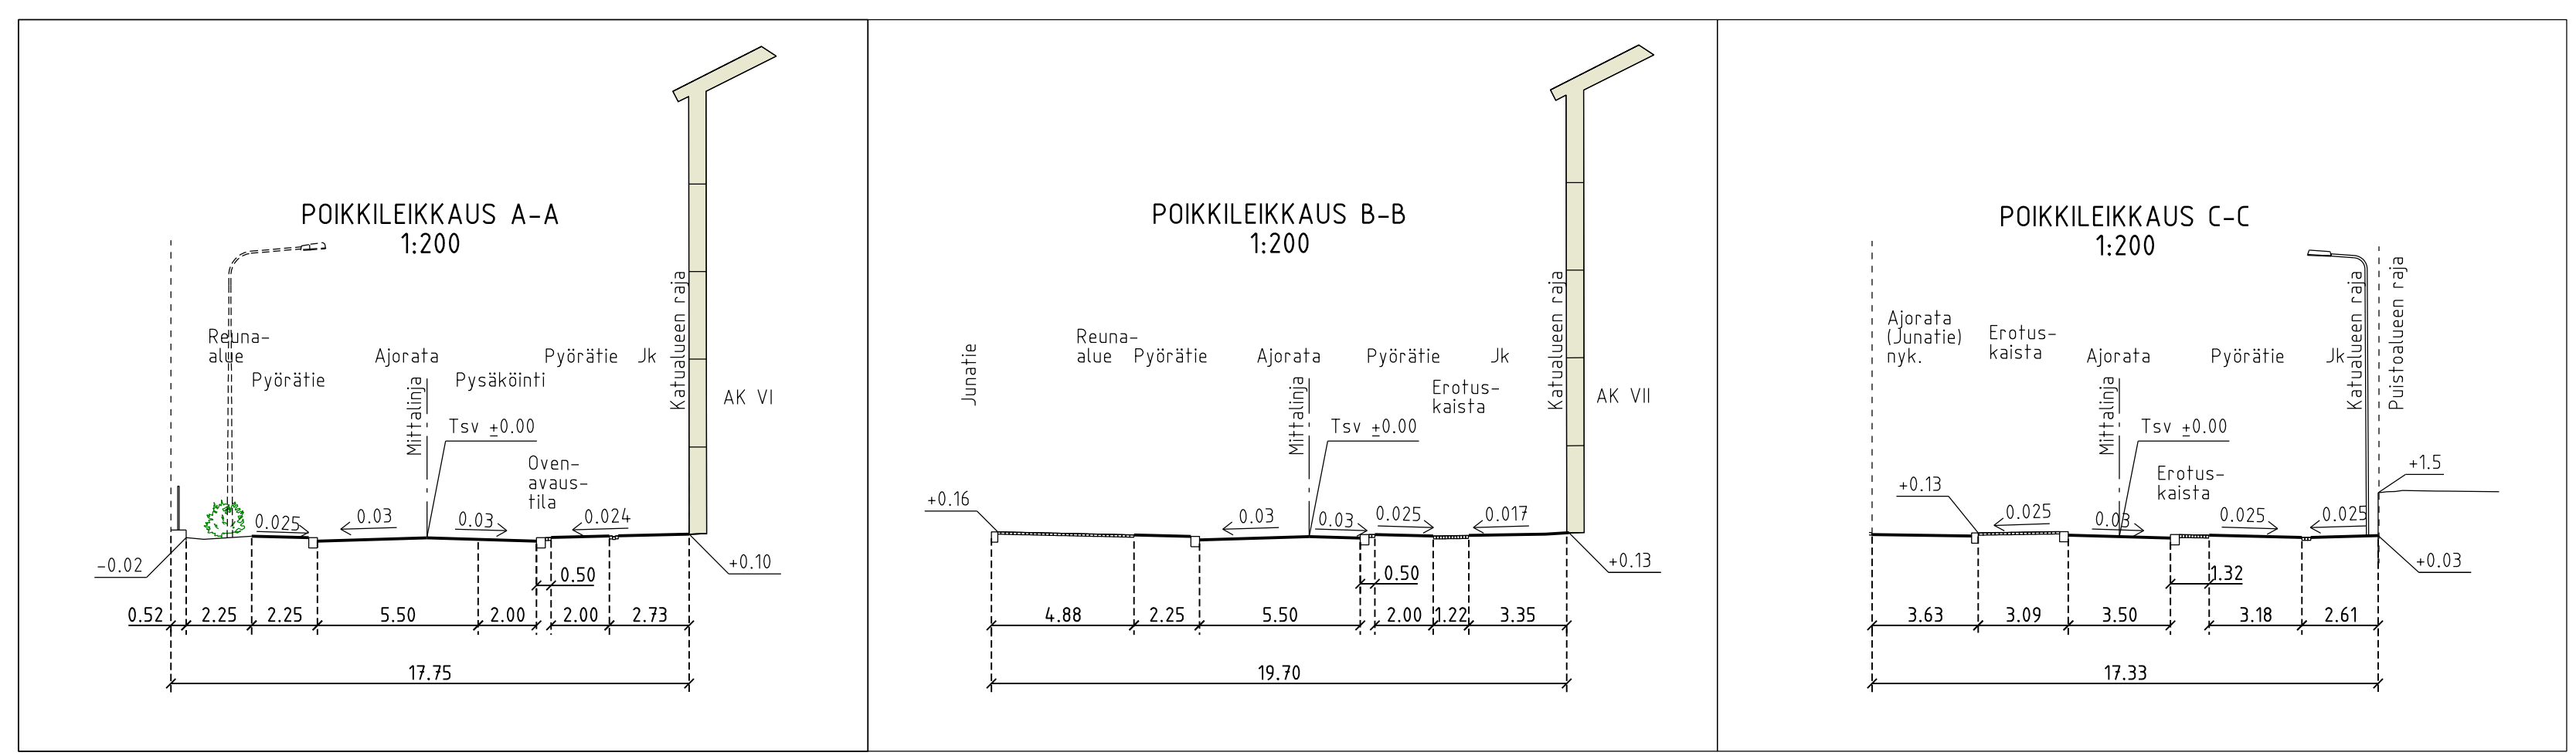 POIKKILEIKKAUS A-A
1:200
Reuna-
alue
Pyörätie
Ajorata
Mittalinja
Pysäköinti
Pyörätie
Jk
Katualueen raja
AK VI
Tsv ±0.00
Oven-
avaus-
tila
0.025
0.03
0.03
0.024
-0.02
+0.10
0.50
0.52
2.25
2.25
5.50
2.00
2.00
2.73
17.75
POIKKILEIKKAUS B-B
1:200
Junatie
Reuna-
alue
Pyörätie
Ajorata
Mittalinja
Pyörätie
Erotus-
kaista
Jk
Katualueen raja
AK VII
Tsv ±0.00
+0.16
0.03
0.03
0.025
0.017
+0.13
0.50
4.88
2.25
5.50
2.00
1.22
3.35
19.70
POIKKILEIKKAUS C-C
1:200
Ajorata
(Junatie)
nyk.
Erotus-
kaista
Ajorata
Mittalinja
Pyörätie
Jk
Katualueen raja
Puistoalueen raja
Tsv ±0.00
Erotus-
kaista
+1.5
+0.13
0.025
0.03
0.025
0.025
+0.03
1.32
3.63
3.09
3.50
3.18
2.61
17.33